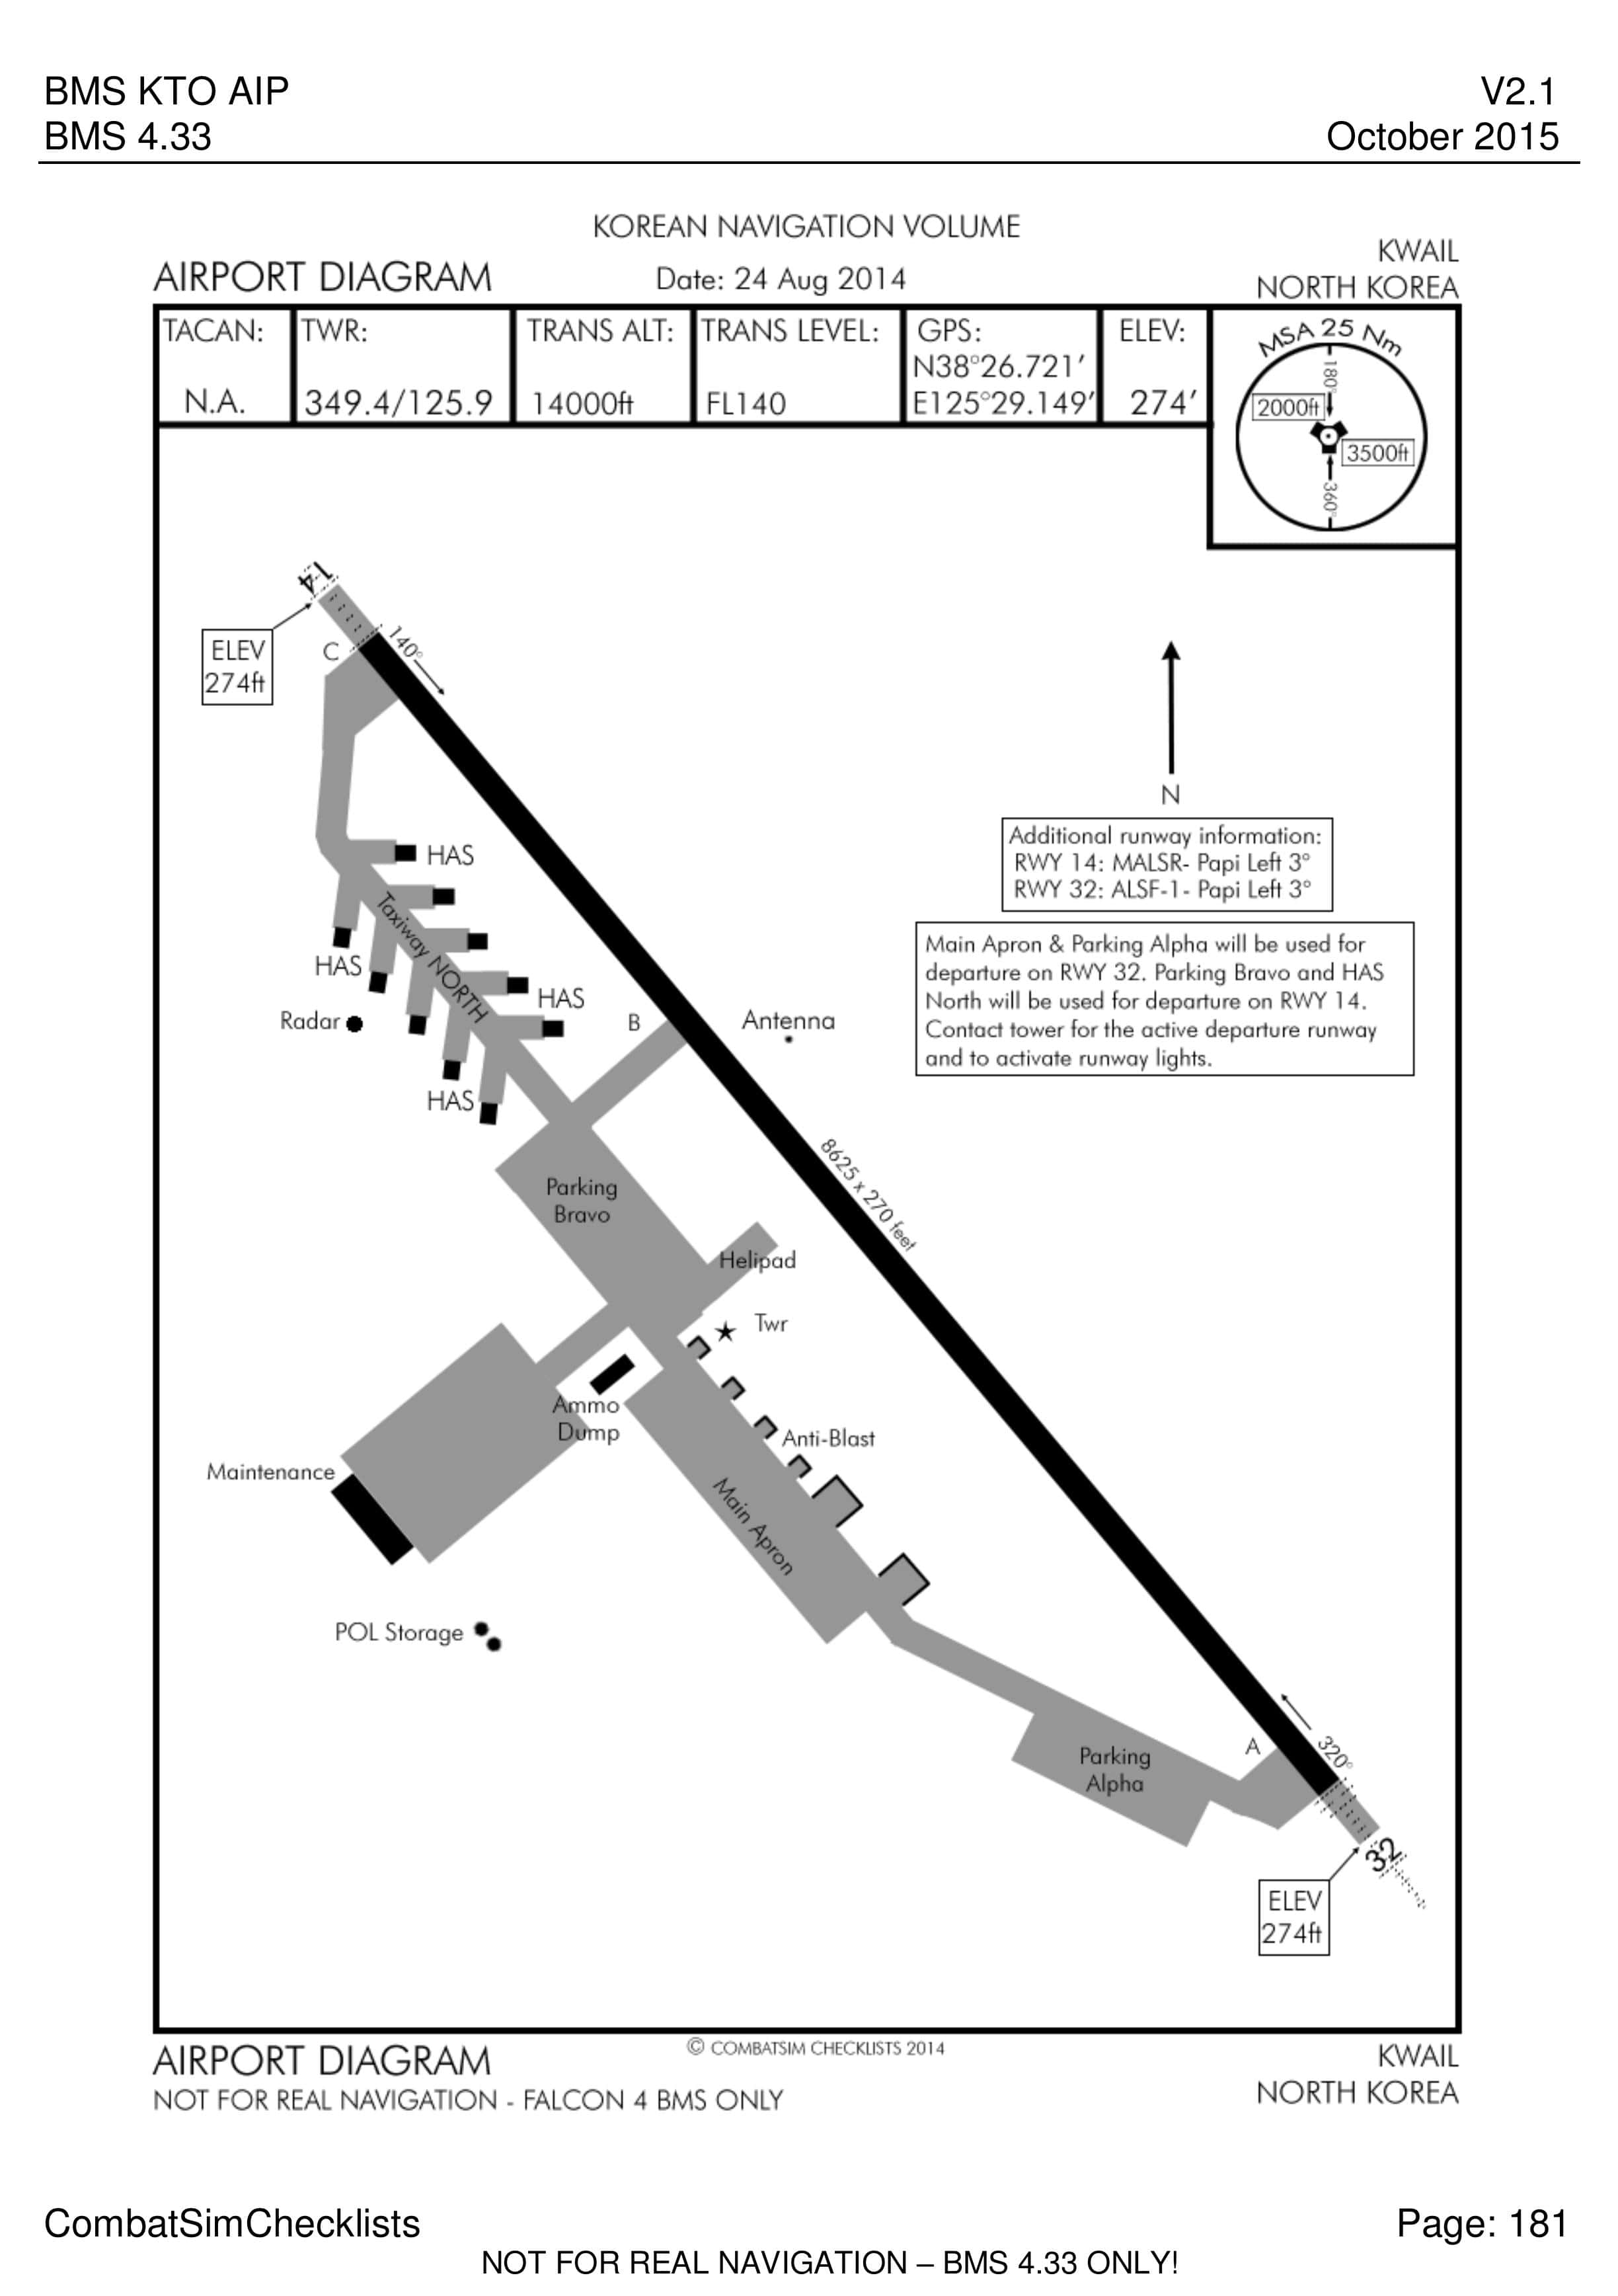 BMS KTO AIP
V2.1
BMS 4.33
October 2015
KOREAN NAVIGATION VOLUME
KWAIL
AIRPORT DIAGRAM
Date: 24 Aug 2014
NORTH KOREA
TACAN:
N.A.
TWR:
349.4/125.9
TRANS ALT:
14000ft
TRANS LEVEL:
FL140
GPS:
N38°26.721′
E125°29.149′
ELEV:
274′
MSA 25 Nm
180°
2000ft
3500ft
360°
14
ELEV
274ft
C
140°
N
Additional runway information:
RWY 14: MALSR- Papi Left 3°
RWY 32: ALSF-1- Papi Left 3°
HAS
Taxiway NORTH
HAS
HAS
Radar
B
Antenna
Main Apron & Parking Alpha will be used for
departure on RWY 32. Parking Bravo and HAS
North will be used for departure on RWY 14.
Contact tower for the active departure runway
and to activate runway lights.
HAS
8625 x 270 feet
Parking
Bravo
Helipad
Twr
Ammo
Dump
Anti-Blast
Maintenance
Main Apron
POL Storage
A
320°
Parking
Alpha
32
ELEV
274ft
AIRPORT DIAGRAM
© COMBATSIM CHECKLISTS 2014
KWAIL
NOT FOR REAL NAVIGATION - FALCON 4 BMS ONLY
NORTH KOREA
CombatSimChecklists
Page: 181
NOT FOR REAL NAVIGATION – BMS 4.33 ONLY!